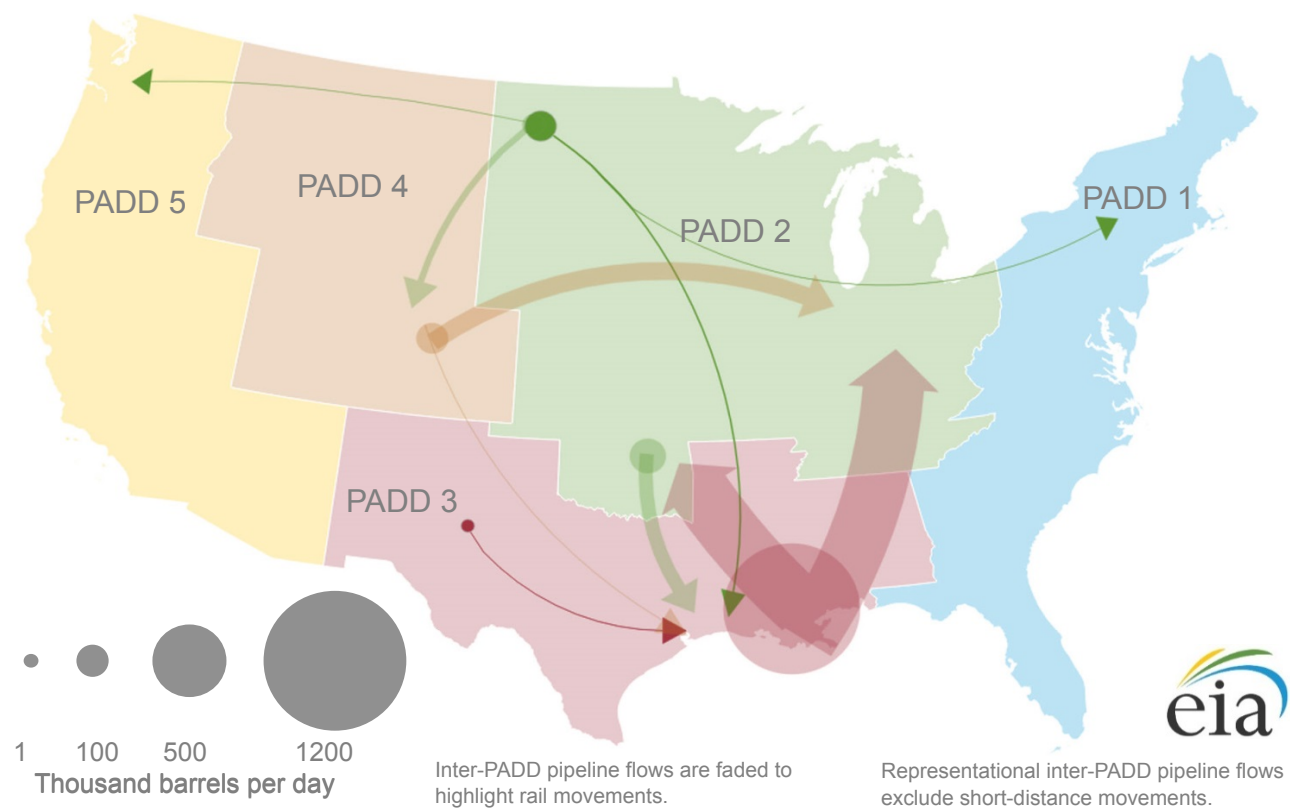 PADD 5
PADD 4
PADD 2
PADD 1
PADD 3
1 100 500 1200
Thousand barrels per day
Inter-PADD pipeline flows are faded to
highlight rail movements.
eia
Representational inter-PADD pipeline flows
exclude short-distance movements.